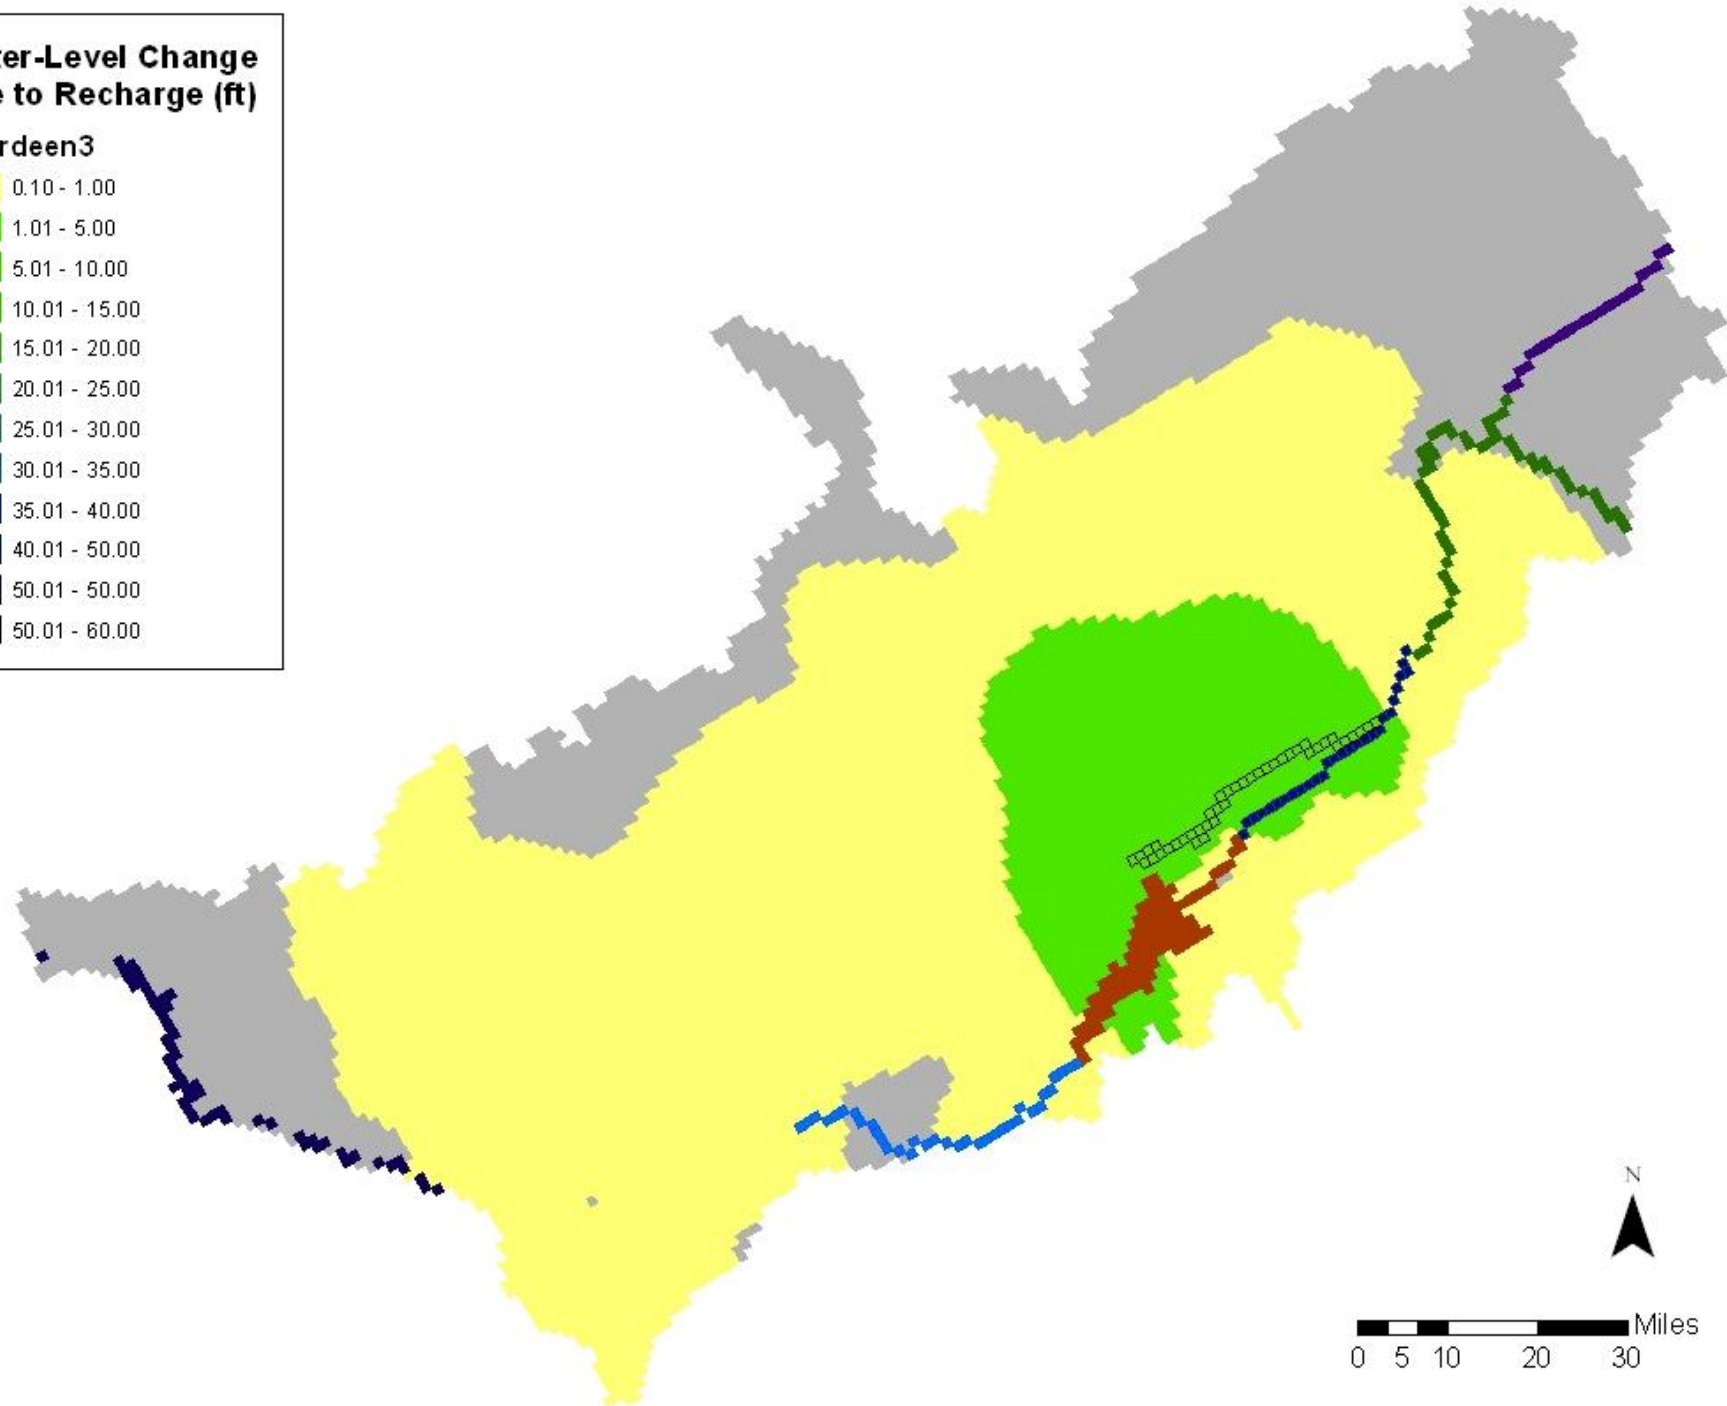 ter-Level Change
e to Recharge (ft)
rdeen3
0.10 - 1.00
1.01 - 5.00
5.01 - 10.00
10.01 - 15.00
15.01 - 20.00
20.01 - 25.00
25.01 - 30.00
30.01 - 35.00
35.01 - 40.00
40.01 - 50.00
50.01 - 50.00
50.01 - 60.00
N
Miles
0 5 10 20 30